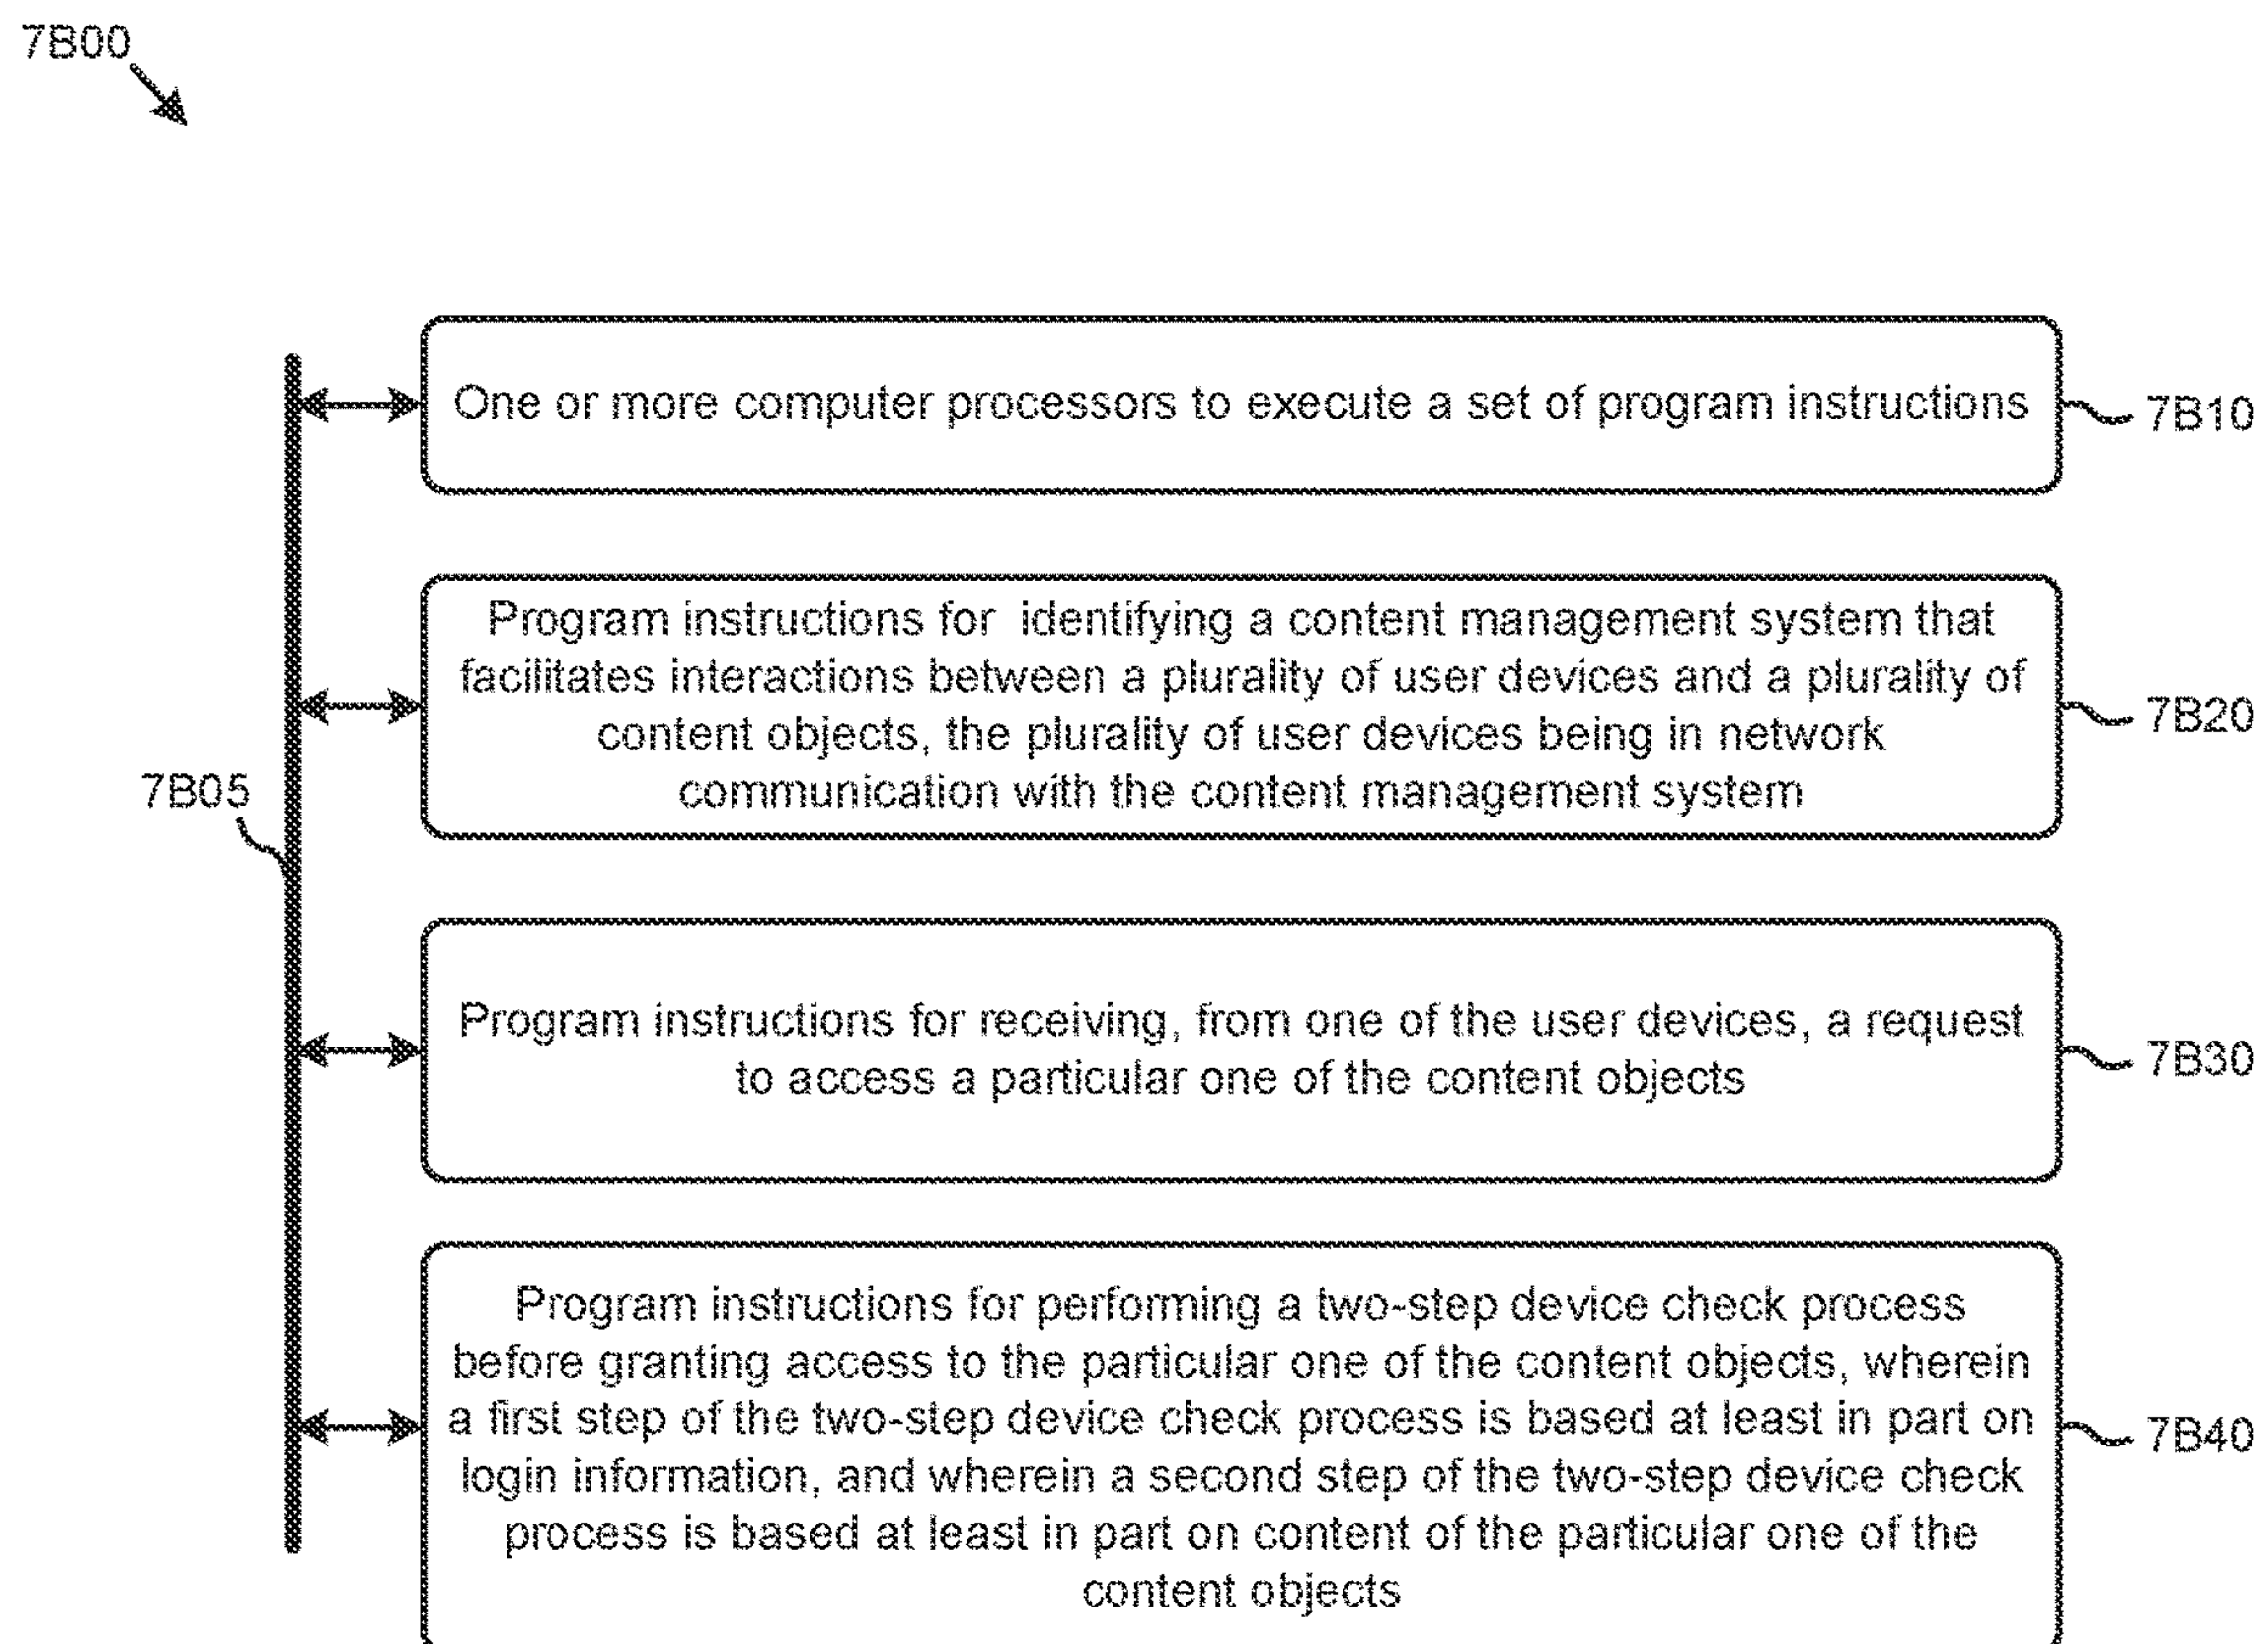 7B00
One or more computer processors to execute a set of program instructions
7B10
Program instructions for identifying a content management system that
facilitates interactions between a plurality of user devices and a plurality of
content objects, the plurality of user devices being in network
communication with the content management system
7B20
7B05
Program instructions for receiving, from one of the user devices, a request
to access a particular one of the content objects
7B30
Program instructions for performing a two-step device check process
before granting access to the particular one of the content objects, wherein
a first step of the two-step device check process is based at least in part on
login information, and wherein a second step of the two-step device check
process is based at least in part on content of the particular one of the
content objects
7B40